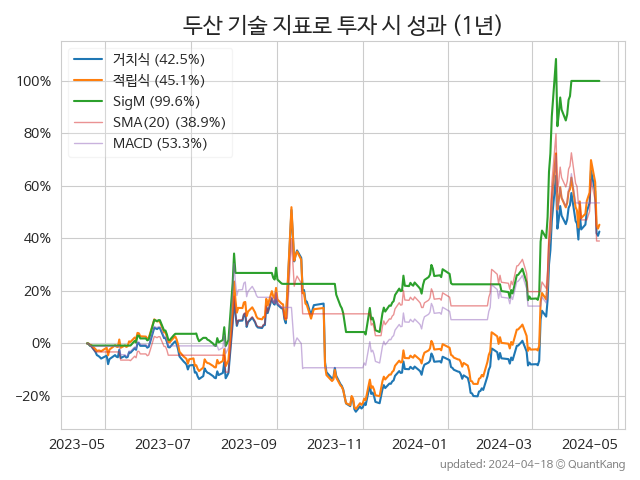 두산 기술 지표로 투자 시 성과 (1년)
거치식 (42.5%)
적립식 (45.1%)
SigM (99.6%)
SMA(20) (38.9%)
MACD (53.3%)
100%
80%
60%
40%
20%
0%
−20%
2023-05 2023-07 2023-09 2023-11 2024-01 2024-03 2024-05
updated: 2024-04-18 © QuantKang